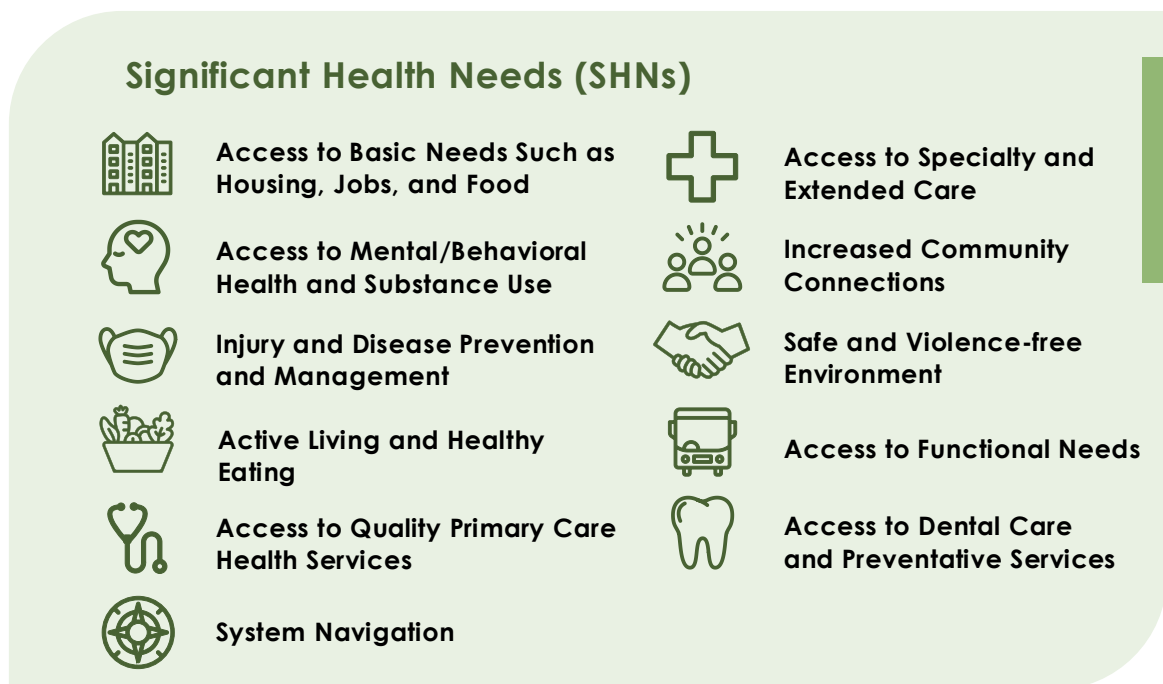 Significant Health Needs (SHNs)
Access to Basic Needs Such as
Housing, Jobs, and Food
Access to Mental/Behavioral
Health and Substance Use
Injury and Disease Prevention
and Management
Active Living and Healthy
Eating
Access to Quality Primary Care
Health Services
System Navigation
Access to Specialty and
Extended Care
Increased Community
Connections
Safe and Violence-free
Environment
Access to Functional Needs
Access to Dental Care
and Preventative Services